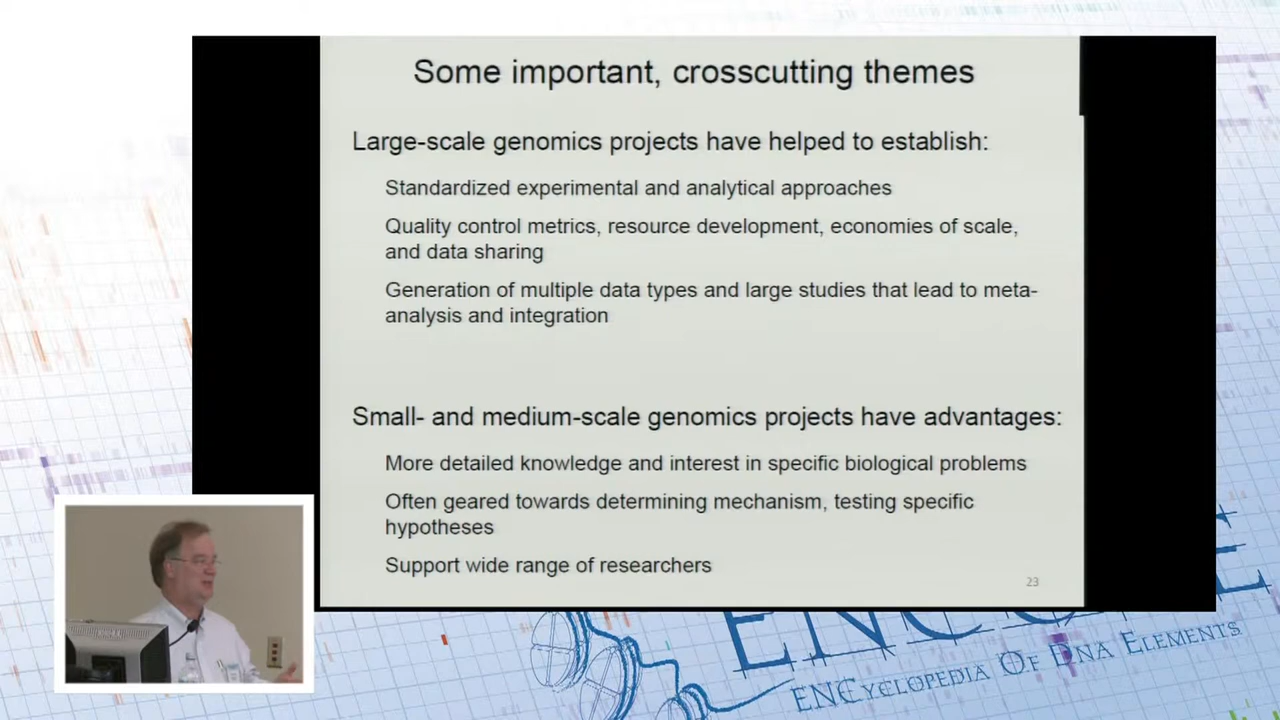 Some important, crosscutting themes
Large-scale genomics projects have helped to establish:
Standardized experimental and analytical approaches
Quality control metrics, resource development, economies of scale,
and data sharing
Generation of multiple data types and large studies that lead to meta-
analysis and integration
Small- and medium-scale genomics projects have advantages:
More detailed knowledge and interest in specific biological problems
Often geared towards determining mechanism, testing specific
hypotheses
Support wide range of researchers
23
ENCODE
ENCYCLOPEDIA OF DNA ELEMENTS